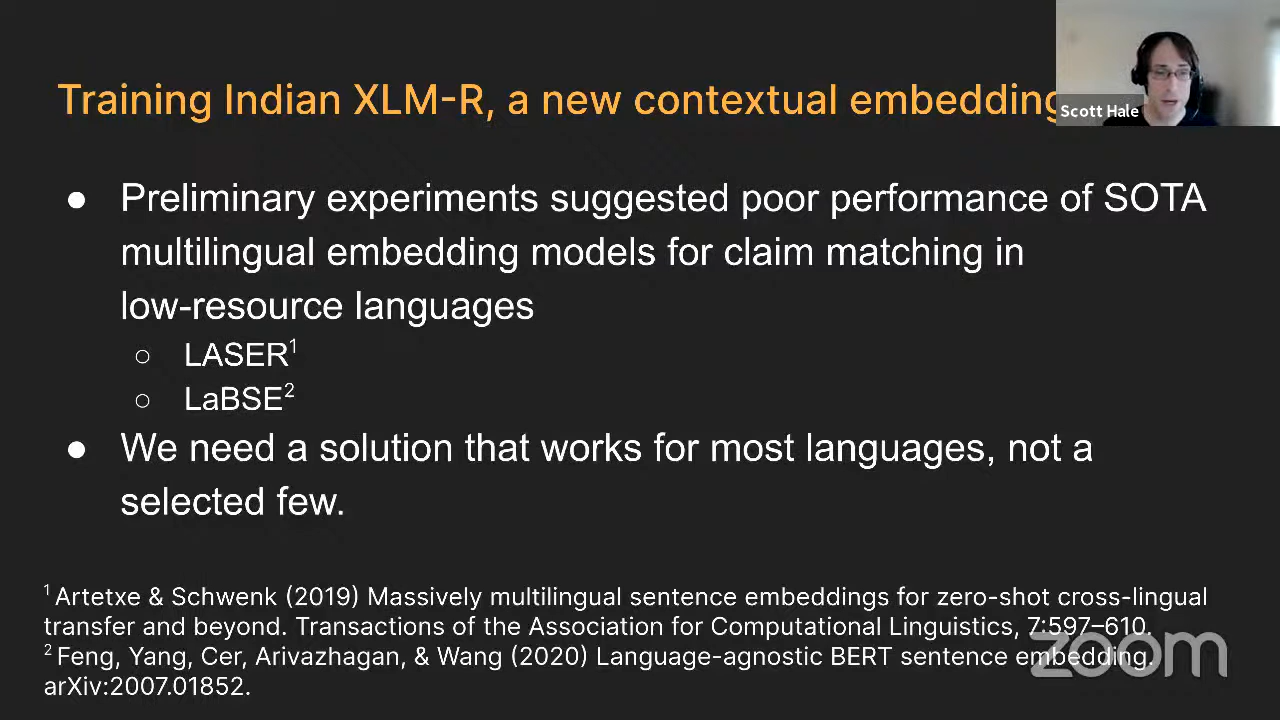 Training Indian XLM-R, a new contextual embedding
Scott Hale
● Preliminary experiments suggested poor performance of SOTA
multilingual embedding models for claim matching in
low-resource languages
○ LASER¹
○ LaBSE²
● We need a solution that works for most languages, not a
selected few.
¹ Artetxe & Schwenk (2019) Massively multilingual sentence embeddings for zero-shot cross-lingual
transfer and beyond. Transactions of the Association for Computational Linguistics, 7:597–610.
² Feng, Yang, Cer, Arivazhagan, & Wang (2020) Language-agnostic BERT sentence embedding.
arXiv:2007.01852.
zoom